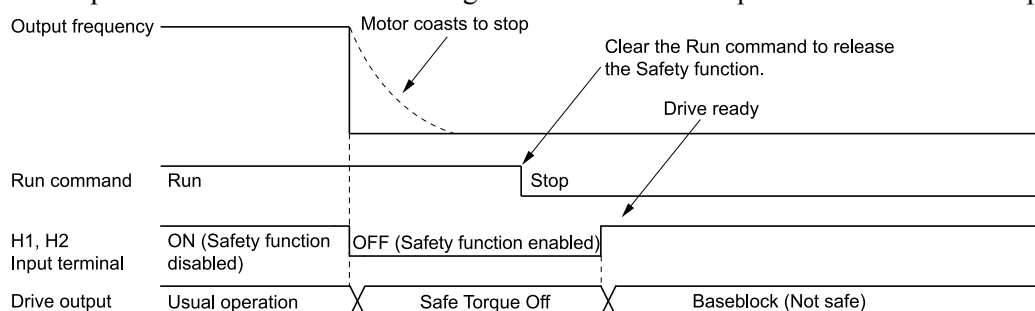 Output frequency
Motor coasts to stop
Clear the Run command to release
the Safety function.
Drive ready
Run command
Run
Stop
H1, H2
Input terminal
ON (Safety function
disabled)
OFF (Safety function enabled)
Drive output
Usual operation
Safe Torque Off
Baseblock (Not safe)